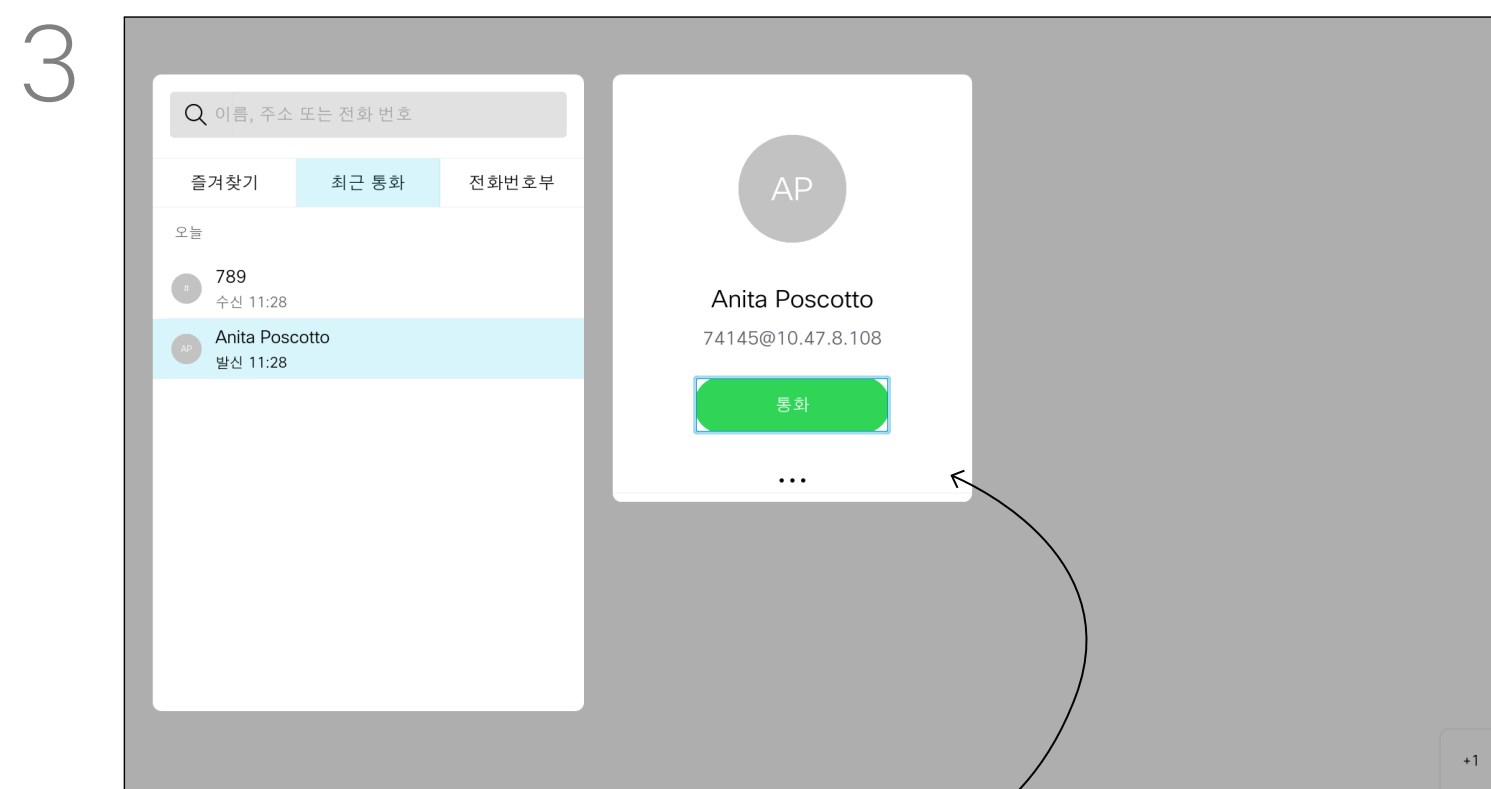 3
이름, 주소 또는 전화 번호
즐겨찾기 최근 통화 전화번호부
오늘
789
수신 11:28
AP
Anita Poscotto
발신 11:28
AP
Anita Poscotto
74145@10.47.8.108
통화
+1